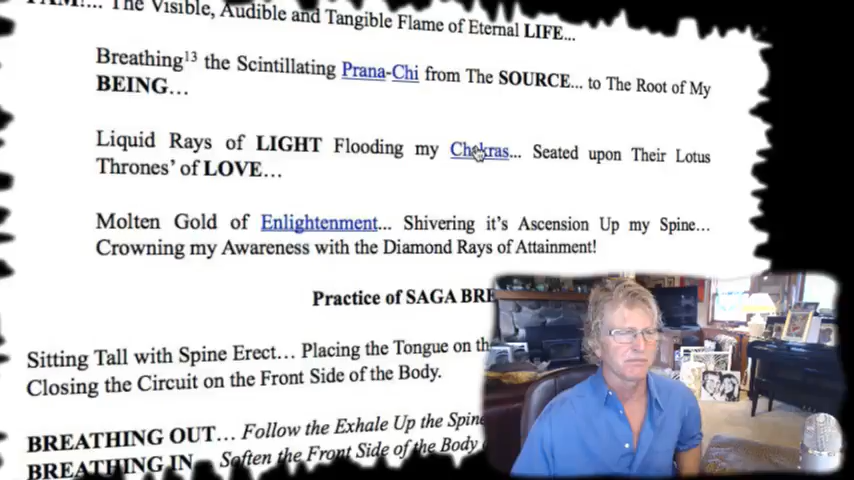 The Visible, Audible and Tangible Flame of Eternal LIFE...
Breathing13 the Scintillating Prana-Chi from The SOURCE... to The Root of My
BEING...
Liquid Rays of LIGHT Flooding my Chakras... Seated upon Their Lotus
Thrones' of LOVE...
Molten Gold of Enlightenment... Shivering it's Ascension Up my Spine...
Crowning my Awareness with the Diamond Rays of Attainment!
Practice of SAGA BRE
Sitting Tall with Spine Erect... Placing the Tongue on th
Closing the Circuit on the Front Side of the Body.
BREATHING OUT... Follow the Exhale Up the Spine
BREATHING IN Soften the Front Side of the Body